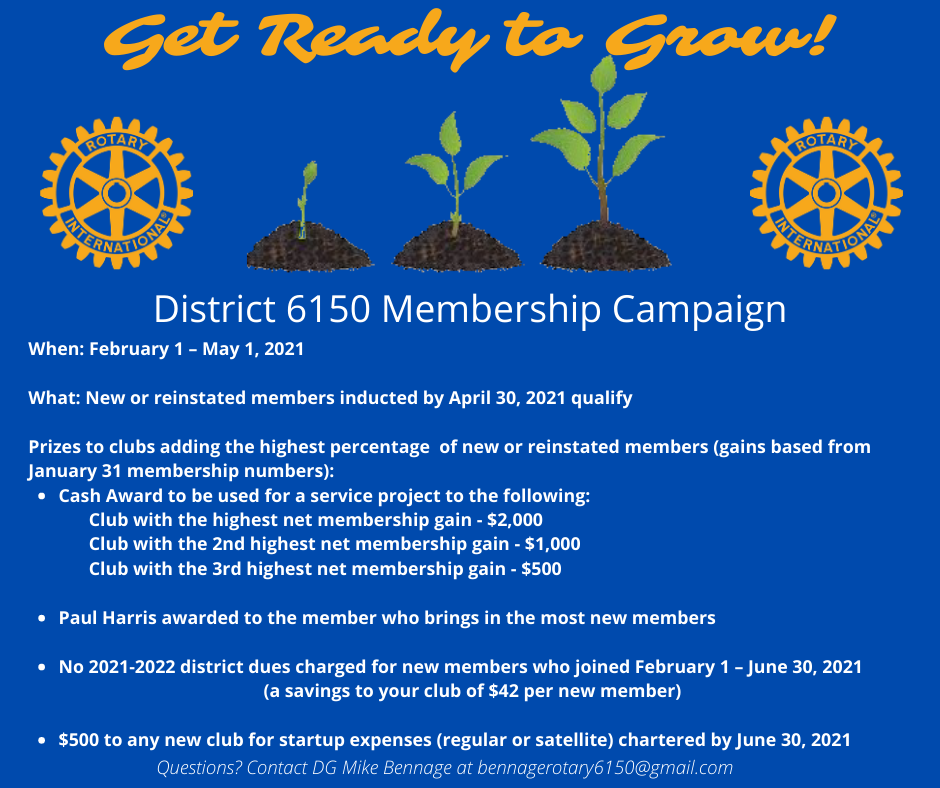 Get Ready to Grow!
ROTARY
INTERNATIONAL®
ROTARY
INTERNATIONAL®
District 6150 Membership Campaign
When: February 1 – May 1, 2021
What: New or reinstated members inducted by April 30, 2021 qualify
Prizes to clubs adding the highest percentage  of new or reinstated members (gains based from
January 31 membership numbers):
• Cash Award to be used for a service project to the following:
Club with the highest net membership gain - $2,000
Club with the 2nd highest net membership gain - $1,000
Club with the 3rd highest net membership gain - $500
• Paul Harris awarded to the member who brings in the most new members
• No 2021-2022 district dues charged for new members who joined February 1 – June 30, 2021
(a savings to your club of $42 per new member)
• $500 to any new club for startup expenses (regular or satellite) chartered by June 30, 2021
Questions? Contact DG Mike Bennage at bennagerotary6150@gmail.com